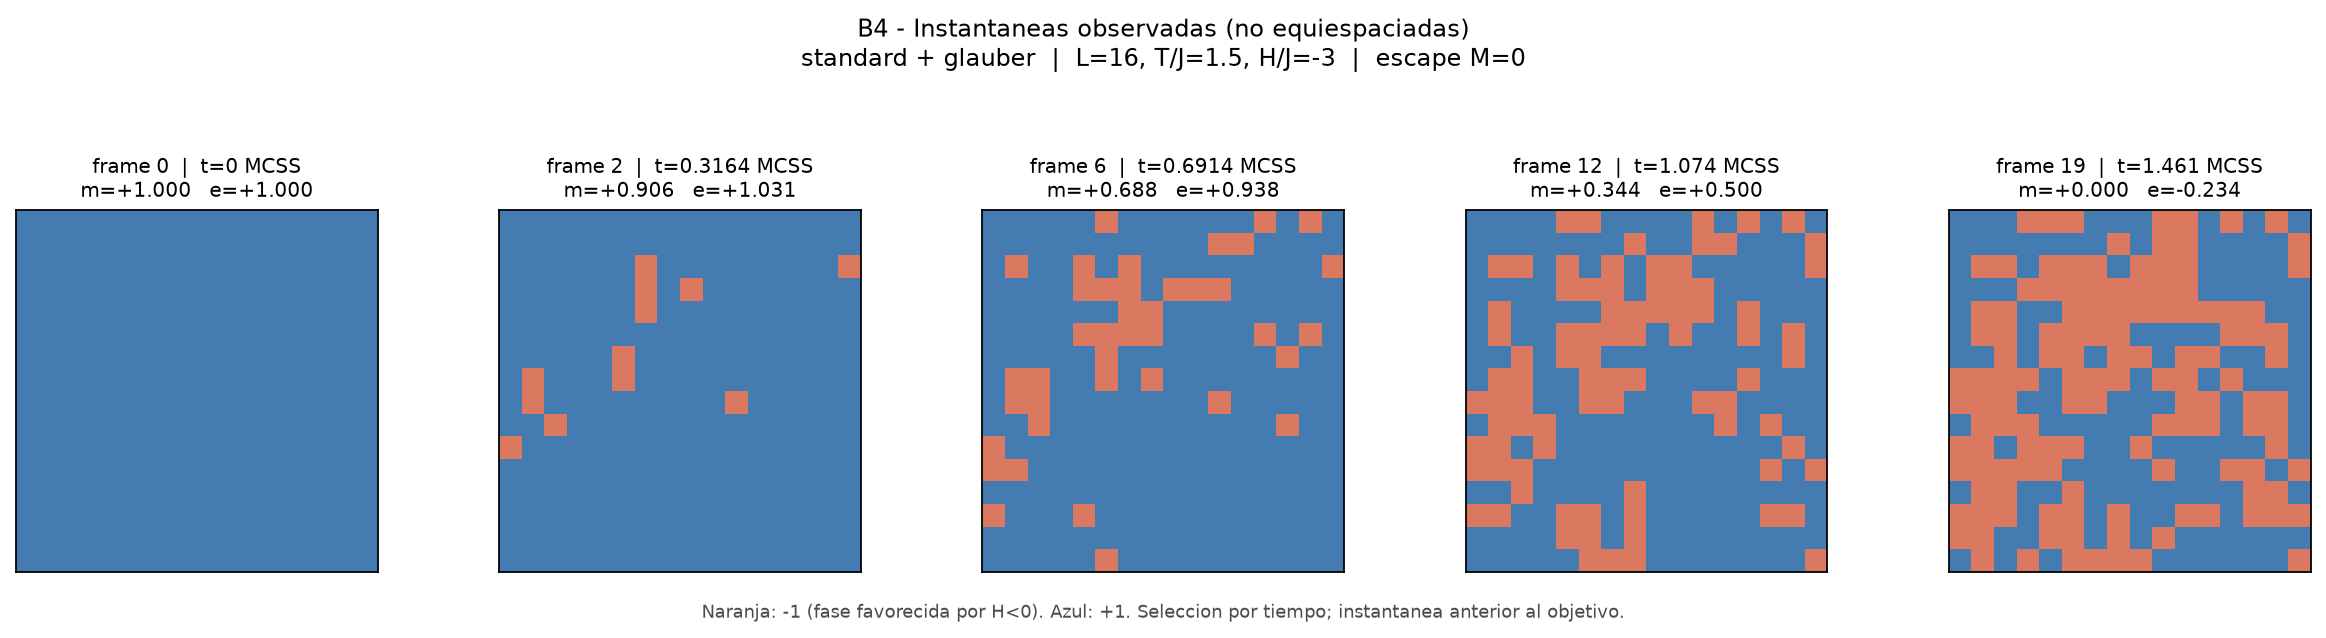 B4 - Instantaneas observadas (no equiespaciadas)
standard + glauber | L=16, T/J=1.5, H/J=-3 | escape M=0
frame 0 | t=0 MCSS
m=+1.000 e=+1.000
frame 2 | t=0.3164 MCSS
m=+0.906 e=+1.031
frame 6 | t=0.6914 MCSS
m=+0.688 e=+0.938
frame 12 | t=1.074 MCSS
m=+0.344 e=+0.500
frame 19 | t=1.461 MCSS
m=+0.000 e=-0.234
Naranja: -1 (fase favorecida por H<0). Azul: +1. Seleccion por tiempo; instantanea anterior al objetivo.